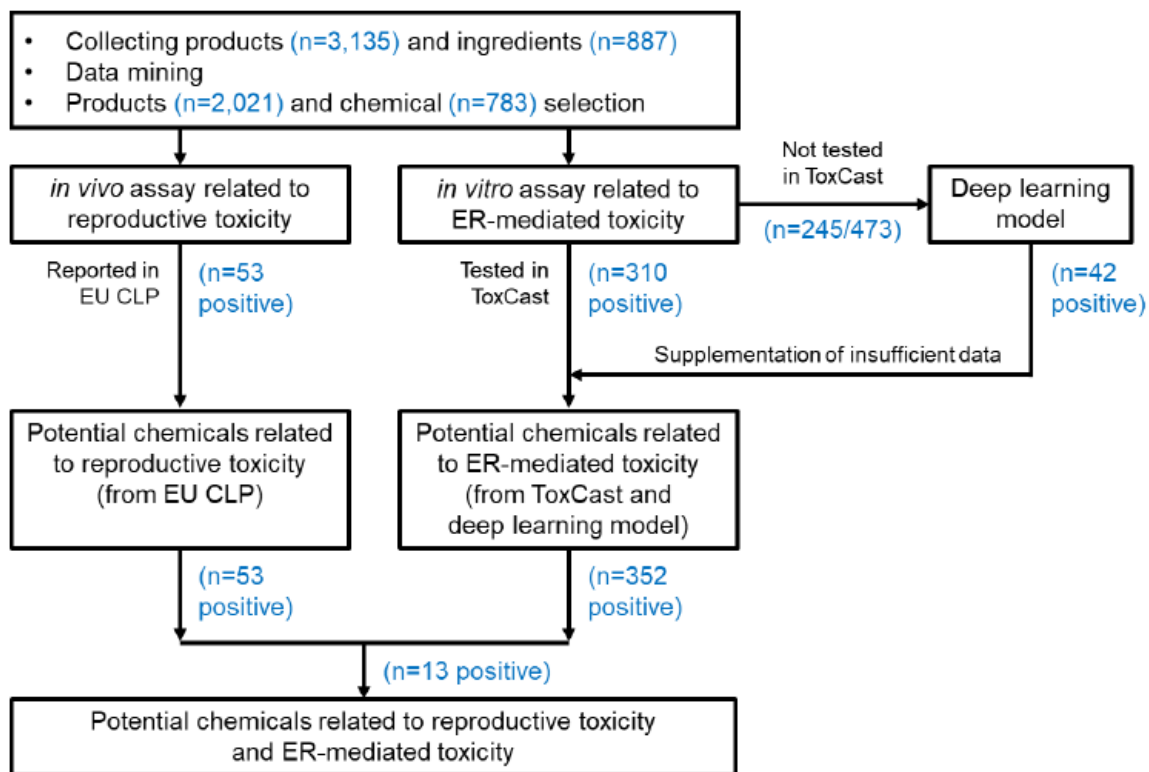 • Collecting products (n=3,135) and ingredients (n=887)
• Data mining
• Products (n=2,021) and chemical (n=783) selection
in vivo assay related to
reproductive toxicity
in vitro assay related to
ER-mediated toxicity
Not tested
in ToxCast
(n=245/473)
Deep learning
model
Reported in
EU CLP
(n=53
positive)
Tested in
ToxCast
(n=310
positive)
(n=42
positive)
Supplementation of insufficient data
Potential chemicals related
to reproductive toxicity
(from EU CLP)
Potential chemicals related
to ER-mediated toxicity
(from ToxCast and
deep learning model)
(n=53
positive)
(n=352
positive)
(n=13 positive)
Potential chemicals related to reproductive toxicity
and ER-mediated toxicity